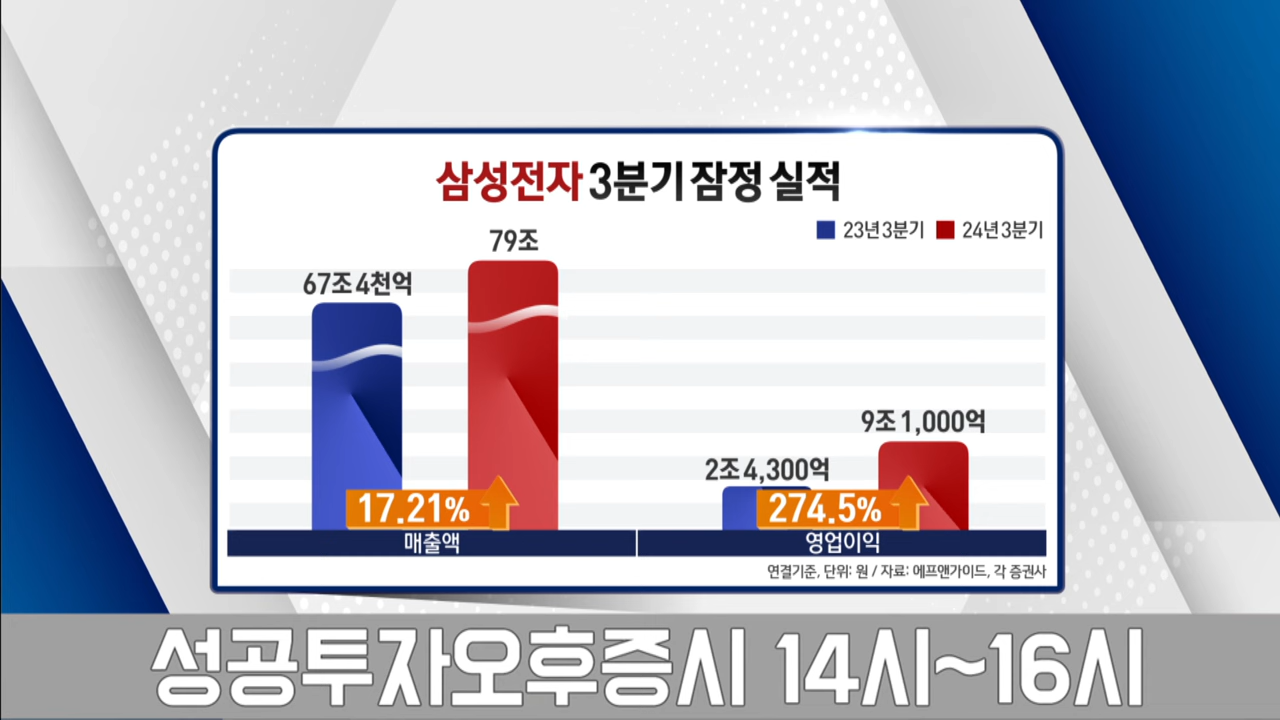 삼성전자 3분기 잠정 실적
23년 3분기 24년 3분기
67조 4천억
79조
2조 4,300억
9조 1,000억
17.21%
274.5%
매출액
영업이익
연결기준, 단위: 원 / 자료: 에프앤가이드, 각 증권사
성공투자오후증시 14시~16시